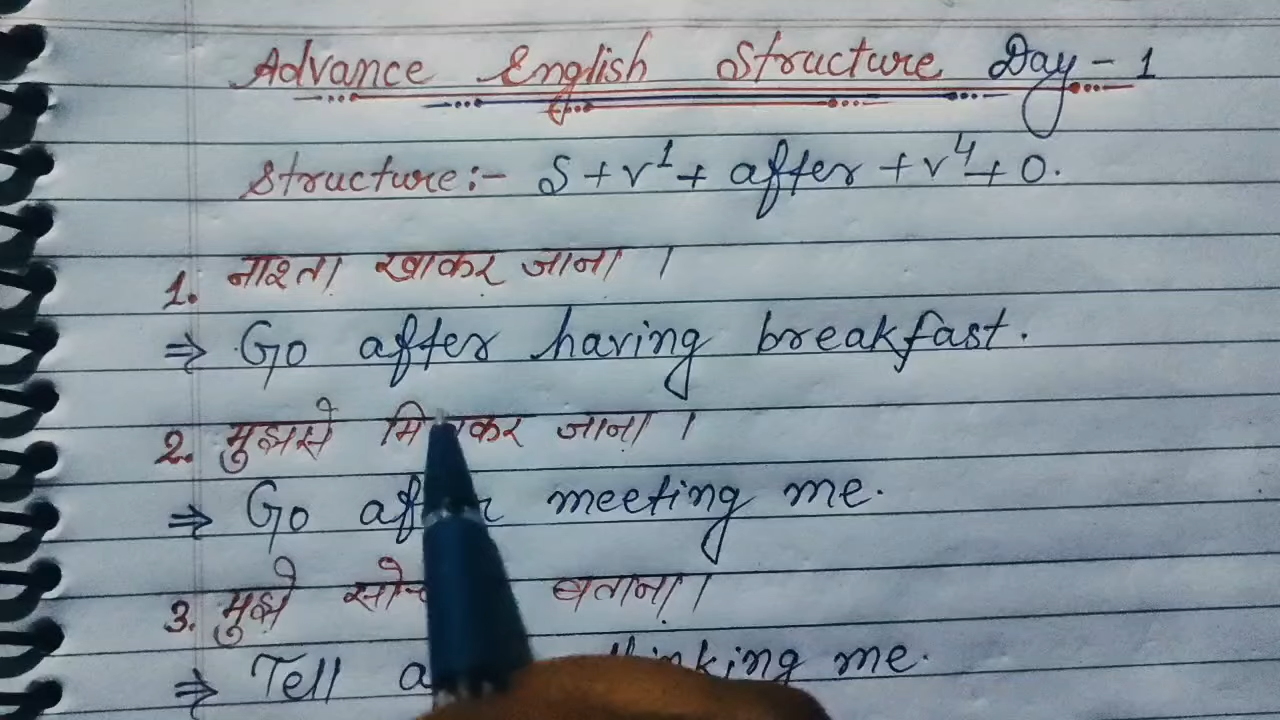 Advance English Structure Day-1
Structure:- S+v¹+ after +v⁴+O.
1. नाश्ता खाकर जाना ।
⇒ Go after having breakfast.
2. मुझसे जाना ।
⇒ Go meeting me.
3. मुझे बताना ।
⇒ Tell me.